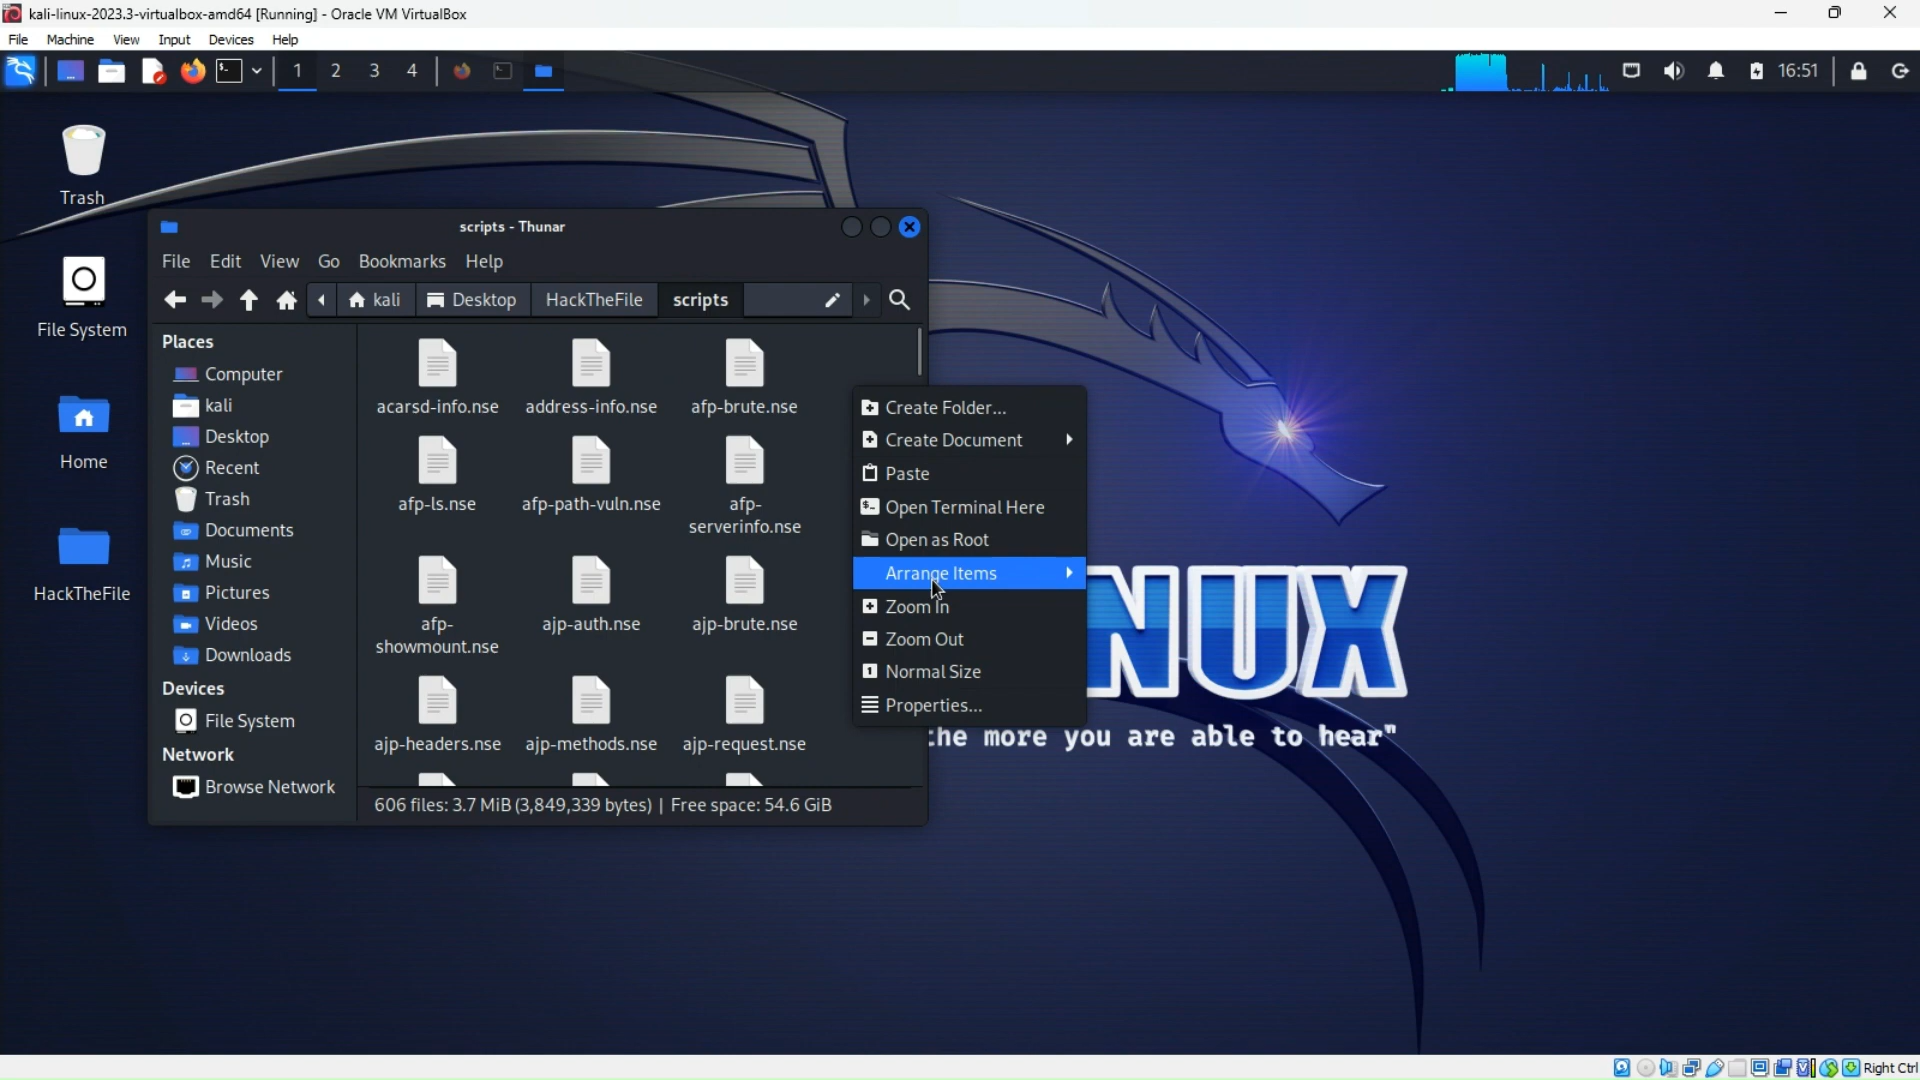 kali-linux-2023.3-virtualbox-amd64 [Running] - Oracle VM VirtualBox
File Machine View Input Devices Help
1 2 3 4 16:51
Trash
File System
Home
HackTheFile
scripts - Thunar
File Edit View Go Bookmarks Help
kali Desktop HackTheFile scripts
Places
Computer
kali
Desktop
Recent
Trash
Documents
Music
Pictures
Videos
Downloads
Devices
File System
Network
Browse Network
acarsd-info.nse address-info.nse afp-brute.nse
afp-ls.nse afp-path-vuln.nse afp-
serverinfo.nse
afp-
showmount.nse ajp-auth.nse ajp-brute.nse
ajp-headers.nse ajp-methods.nse ajp-request.nse
606 files: 3.7 MiB (3,849,339 bytes) | Free space: 54.6 GiB
Create Folder...
Create Document
Paste
Open Terminal Here
Open as Root
Arrange Items
Zoom In
Zoom Out
Normal Size
Properties...
NUX
the more you are able to hear"
Right Ctrl